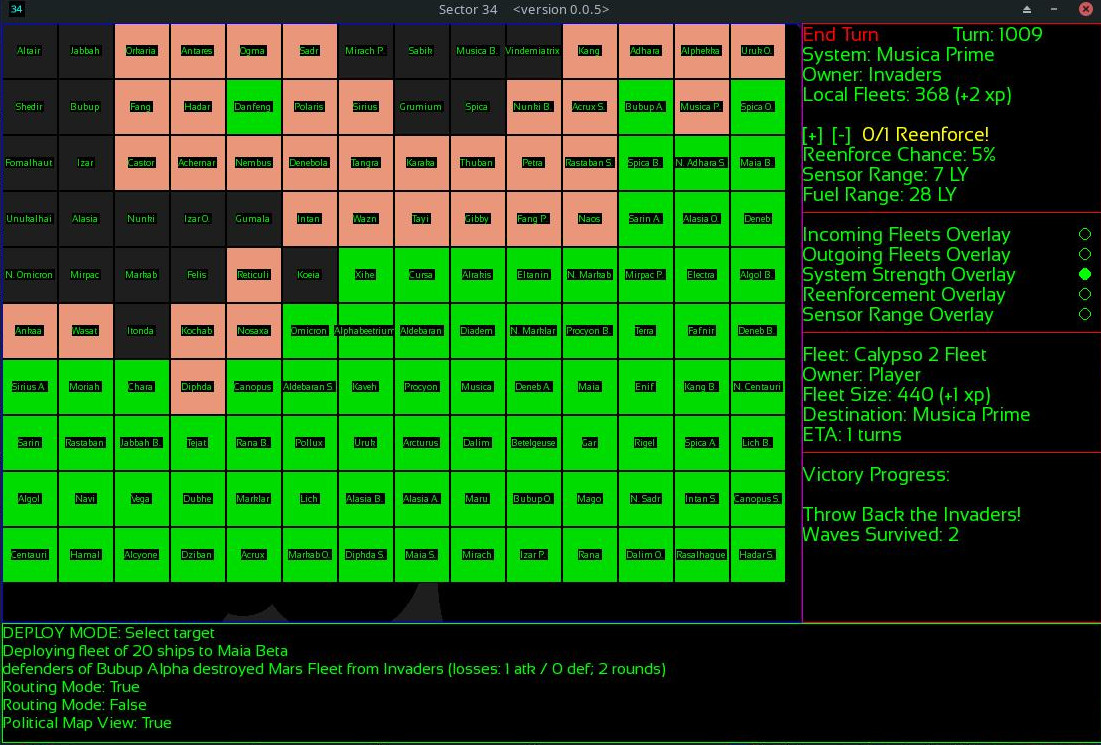 34 Sector 34 <version 0.0.5>
Altair Jabbah Orkaria Antares Ogma Sadr Mirach P. Sabik Musica B. Vindemiatrix Kang Adhara Alphekka Uruk O.
Shedir Bubup Fang Hadar Danfeng Polaris Sirius Grumium Spica Nunki B. Acrux S. Bubup A. Musica P. Spica O.
Fomalhaut Izar Castor Achernar Nembus Denebola Tangra Karaka Thuban Petra Rastaban S. Spica B. N. Adhara S. Maia B.
Unukalhai Alasia Nunki Izar O. Gumala Intan Wazn Tayi Gibby Fang P. Naos Sarin A. Alasia O. Deneb
N. Omicron Mirpac Markab Felis Reticuli Koeia Xihe Cursa Alrakis Eltanin N. Markab Mirpac P. Electra Algol B.
Ankaa Wasat Itonda Kochab Nosaxa Omicron Alphabeetrium Aldebaran Diadem N. Marklar Procyon B. Terra Fafnir Deneb B.
Sirius A. Moriah Chara Diphda Canopus Aldebaran S. Kaveh Procyon Musica Deneb A. Maia Enif Kang B. N. Centauri
Sarin Rastaban Jabbah B. Tejat Rana B. Pollux Uruk Arcturus Dalim Betelgeuse Gar Rigel Spica A. Lich B.
Algol Navi Vega Dubhe Marklar Lich Alasia B. Alasia A. Maru Bubup O. Mago N. Sadr Intan S. Canopus S.
Centauri Hamal Alcyone Dziban Acrux Markab O. Diphda S. Maia S. Mirach Izar P. Rana Dalim O. Rasalhague Hadar S.
End Turn Turn: 1009
System: Musica Prime
Owner: Invaders
Local Fleets: 368 (+2 xp)
[+] [-] 0/1 Reenforce!
Reenforce Chance: 5%
Sensor Range: 7 LY
Fuel Range: 28 LY
Incoming Fleets Overlay
Outgoing Fleets Overlay
System Strength Overlay
Reenforcement Overlay
Sensor Range Overlay
Fleet: Calypso 2 Fleet
Owner: Player
Fleet Size: 440 (+1 xp)
Destination: Musica Prime
ETA: 1 turns
Victory Progress:
Throw Back the Invaders!
Waves Survived: 2
DEPLOY MODE: Select target
Deploying fleet of 20 ships to Maia Beta
defenders of Bubup Alpha destroyed Mars Fleet from Invaders (losses: 1 atk / 0 def; 2 rounds)
Routing Mode: True
Routing Mode: False
Political Map View: True